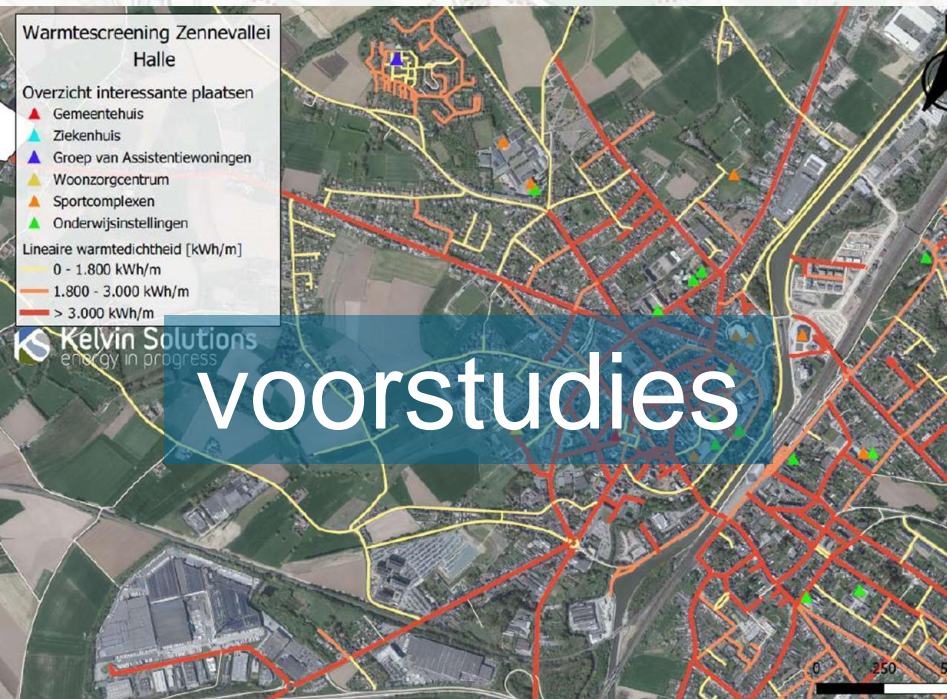 Warmtescreening Zennevallei
Halle
Overzicht interessante plaatsen
Gemeentehuis
Ziekenhuis
Groep van Assistentiewoningen
Woonzorgcentrum
Sportcomplexen
Onderwijsinstellingen
Lineaire warmtedichtheid [kWh/m]
0 - 1.800 kWh/m
1.800 - 3.000 kWh/m
> 3.000 kWh/m
KS Kelvin Solutions
energy in progress
voorstudies
0 250